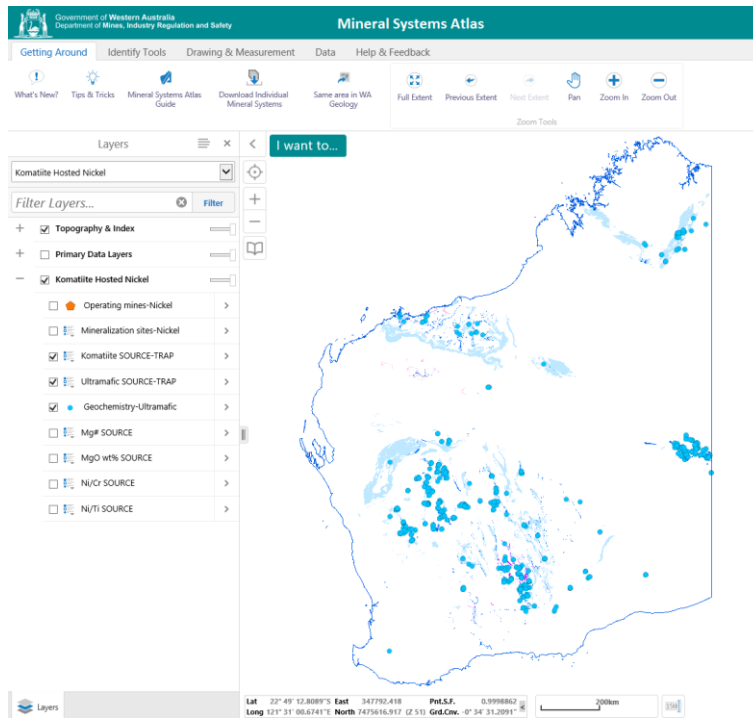 Government of Western Australia
Department of Mines, Industry Regulation and Safety
Mineral Systems Atlas
Getting Around
Identify Tools
Drawing & Measurement
Data
Help & Feedback
What's New?
Tips & Tricks
Mineral Systems Atlas
Guide
Download Individual
Mineral Systems
Same area in WA
Geology
Full Extent
Previous Extent
Next Extent
Pan
Zoom In
Zoom Out
Zoom Tools
Layers
I want to...
Komatiite Hosted Nickel
Filter Layers...
Filter
Topography & Index
Primary Data Layers
Komatiite Hosted Nickel
Operating mines-Nickel
Mineralization sites-Nickel
Komatiite SOURCE-TRAP
Ultramafic SOURCE-TRAP
Geochemistry-Ultramafic
Mg# SOURCE
MgO wt% SOURCE
Ni/Cr SOURCE
Ni/Ti SOURCE
Layers
Lat 22° 49' 12.8089"S East 347792.418 Pnt.S.F. 0.9998862
Long 121° 31' 00.6741"E North 7475616.917 (Z 51) Grd.Cnv. -0° 34' 31.2091"
200km